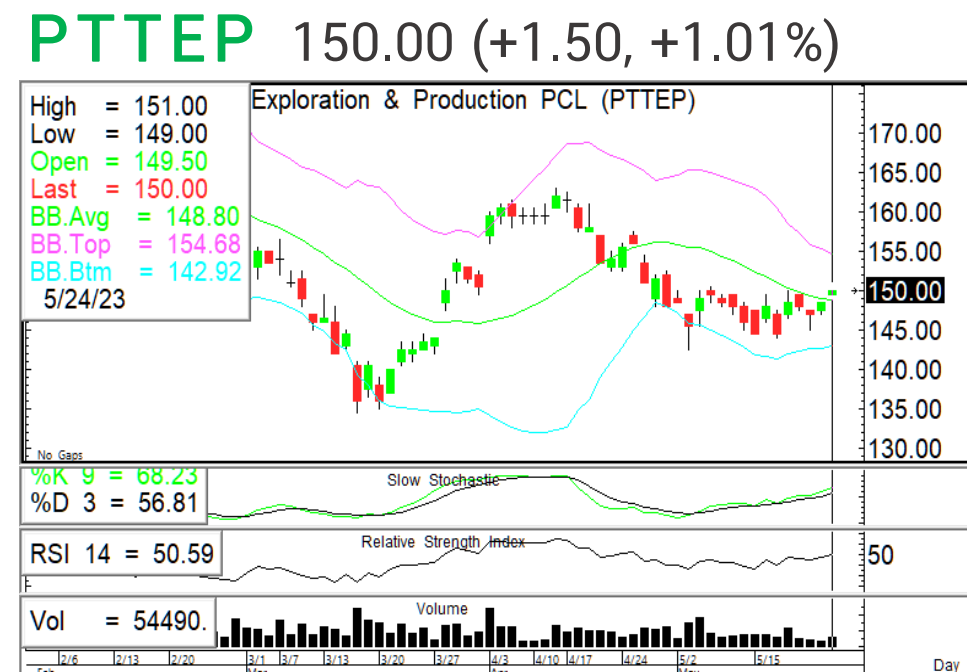 PTTEP 150.00 (+1.50, +1.01%)
Exploration & Production PCL (PTTEP)
High = 151.00
Low = 149.00
Open = 149.50
Last = 150.00
BB.Avg = 148.80
BB.Top = 154.68
BB.Btm = 142.92
5/24/23
170.00
165.00
160.00
155.00
150.00
145.00
140.00
135.00
130.00
No Gaps
%K 9 = 68.23
%D 3 = 56.81
Slow Stochastic
RSI 14 = 50.59
Relative Strength Index
50
Vol = 54490.
Volume
2/6 2/13 2/20 3/1 3/7 3/13 3/20 3/27 4/3 4/10 4/17 4/24 5/2 5/15
Day